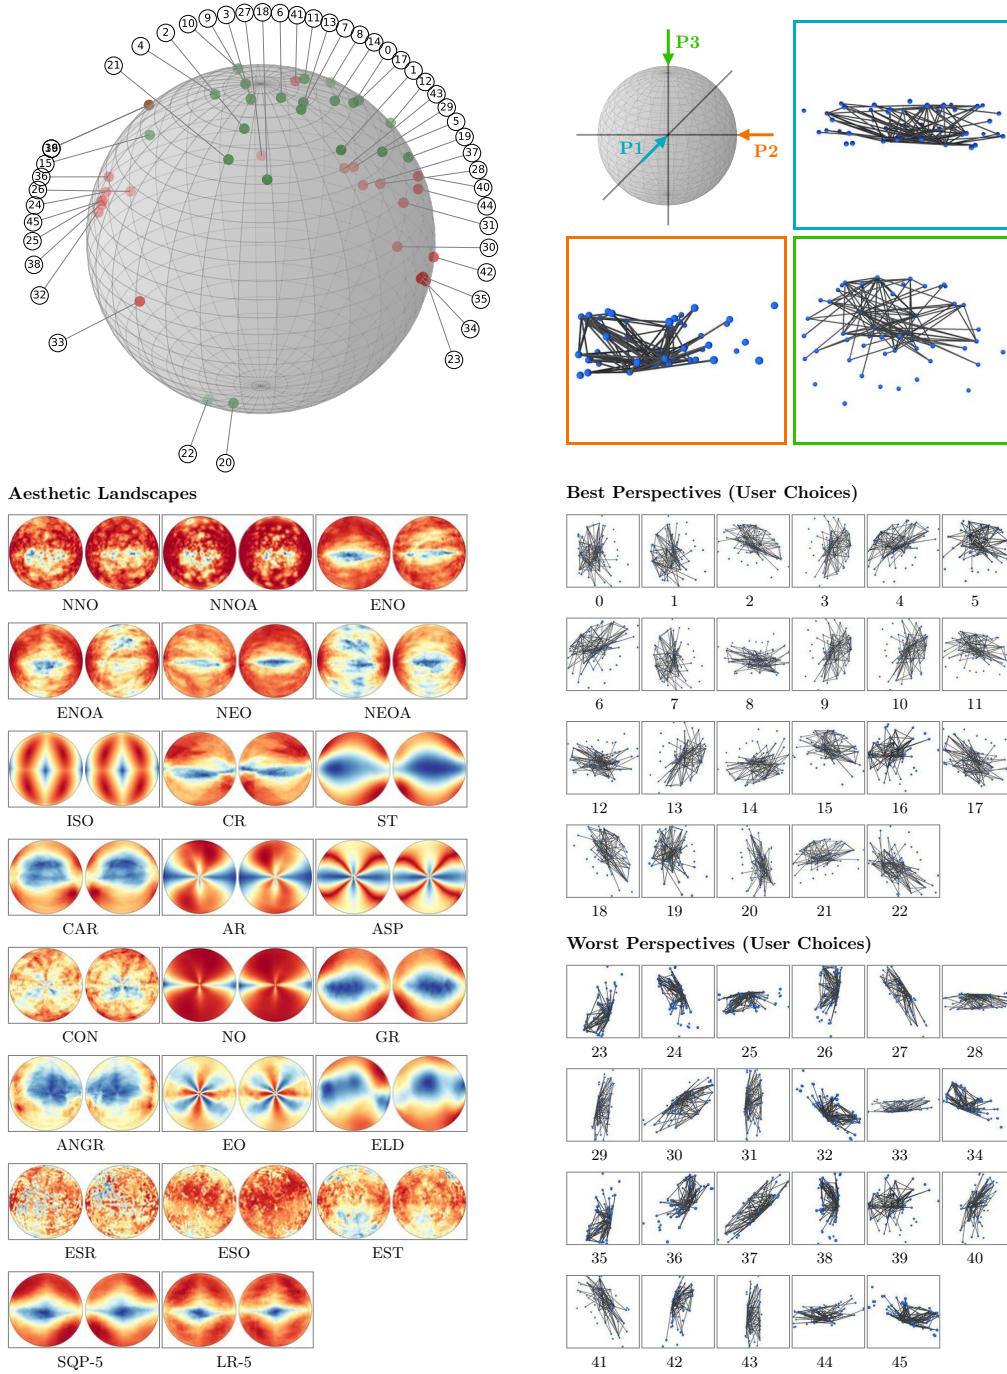 18 6 41 11 13
10 9 3 27 7 8 14 0 17 1 12 43 29 5 19 37 28 40 44 31 30 42 35 34 23
2
4
21
15
36
26
24
45
25
38
32
33
22
20
P3
P1
P2
Aesthetic Landscapes
NNO NNOA ENO
ENOA NEO NEOA
ISO CR ST
CAR AR ASP
CON NO GR
ANGR EO ELD
ESR ESO EST
SQP-5 LR-5
Best Perspectives (User Choices)
0 1 2 3 4 5
6 7 8 9 10 11
12 13 14 15 16 17
18 19 20 21 22
Worst Perspectives (User Choices)
23 24 25 26 27 28
29 30 31 32 33 34
35 36 37 38 39 40
41 42 43 44 45